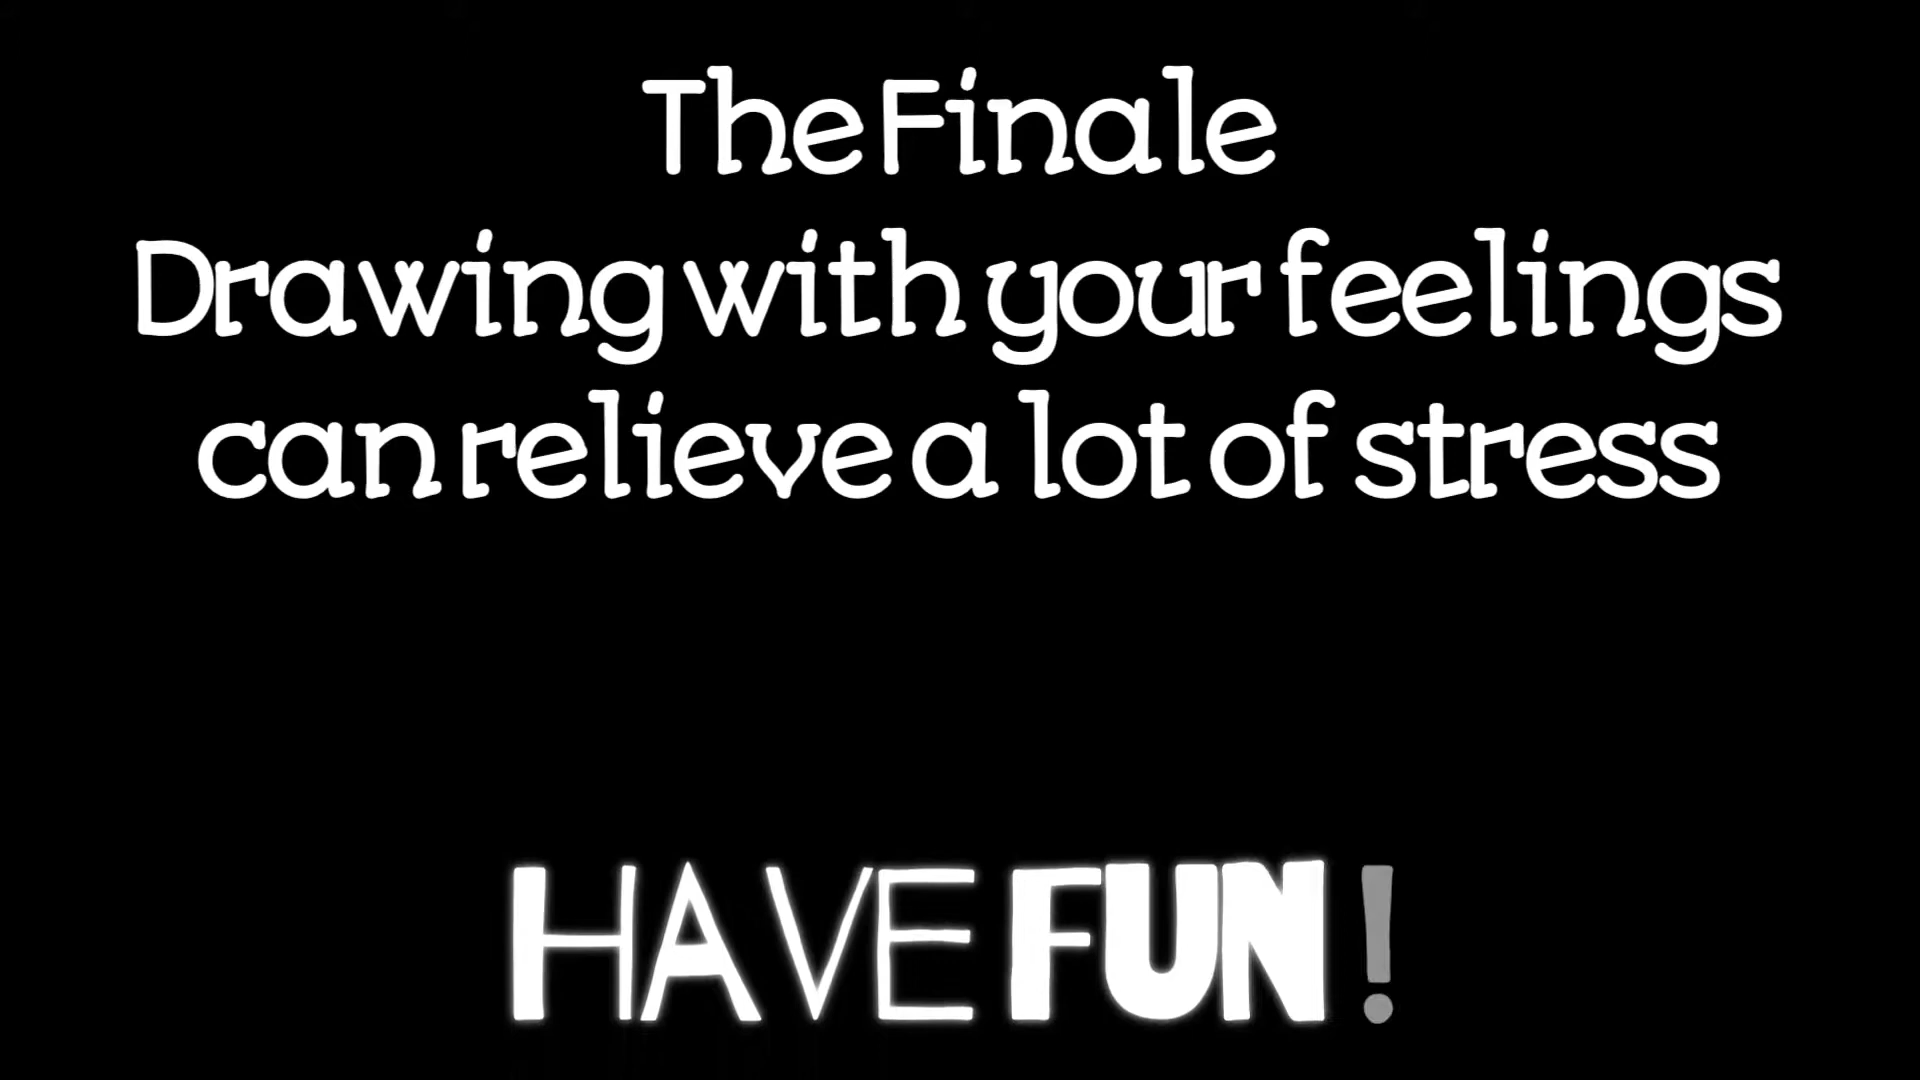 The Finale
Drawing with your feelings
can relieve a lot of stress
HAVE FUN!